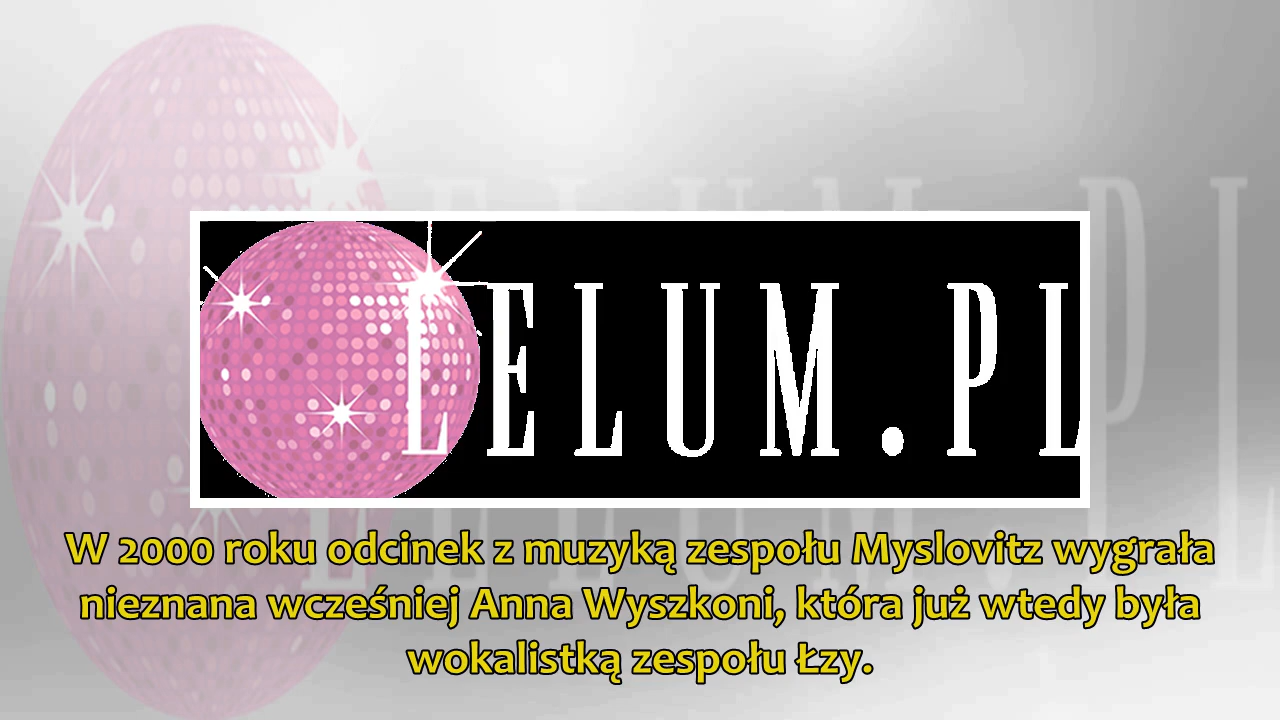 LELUM.PL
W 2000 roku odcinek z muzyką zespołu Myslovitz wygrała
nieznana wcześniej Anna Wyszkoni, która już wtedy była
wokalistką zespołu Łzy.